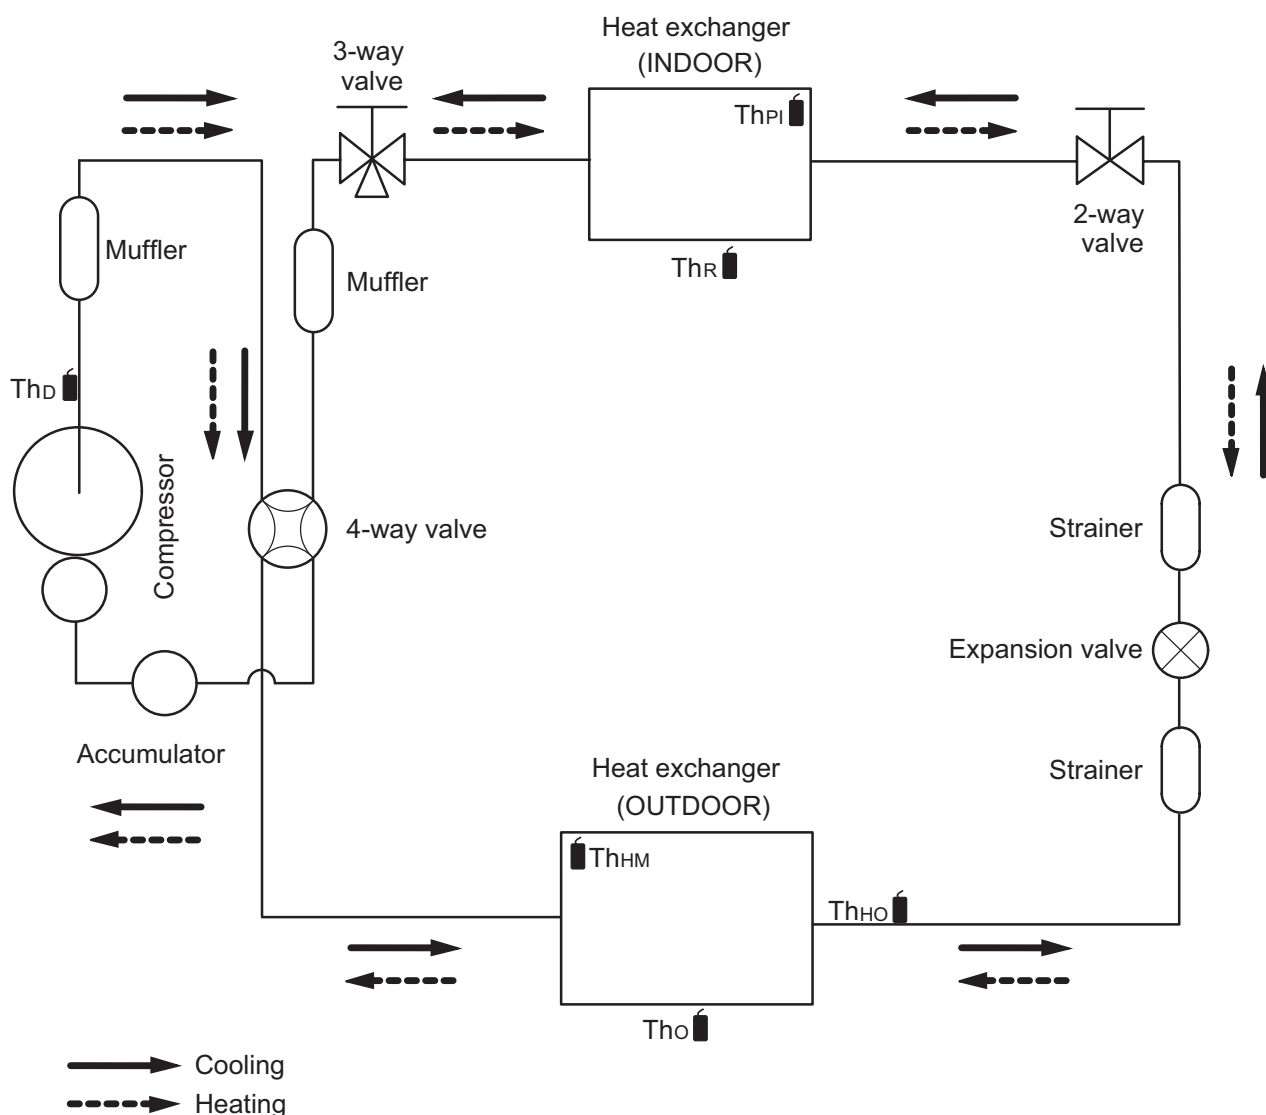 Heat exchanger
(INDOOR)
3-way
valve
ThPI
2-way
valve
Muffler
ThR
Muffler
ThD
Compressor
4-way valve
Strainer
Expansion valve
Accumulator
Heat exchanger
(OUTDOOR)
Strainer
ThHM
ThHO
ThO
Cooling
Heating